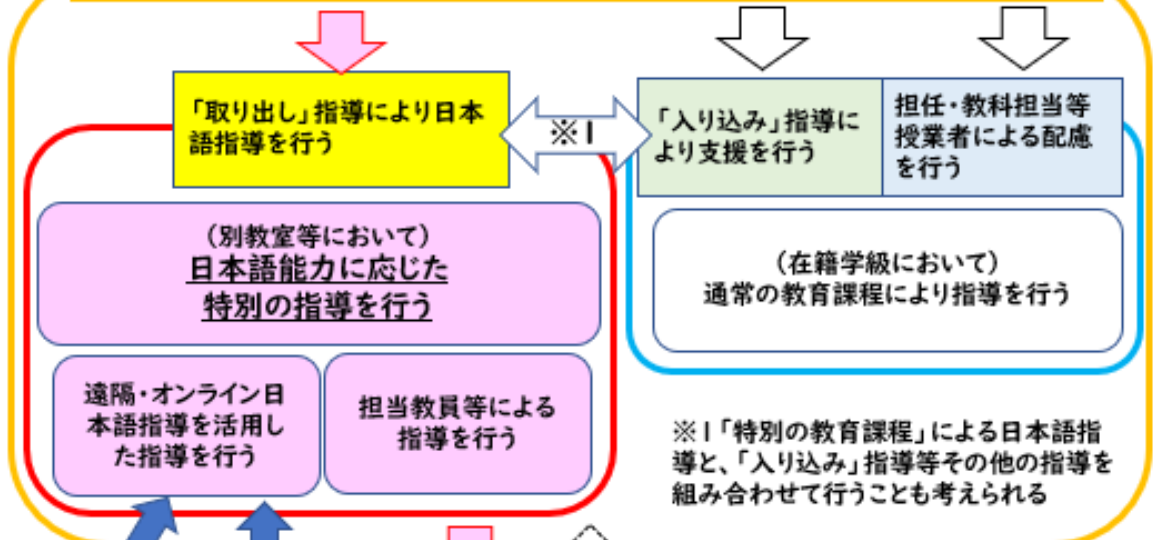 「取り出し」指導により日本
語指導を行う
※1
「入り込み」指導に
より支援を行う
担任・教科担当等
授業者による配慮
を行う
（別教室等において）
日本語能力に応じた
特別の指導を行う
（在籍学級において）
通常の教育課程により指導を行う
遠隔・オンライン日
本語指導を活用し
た指導を行う
担当教員等による
指導を行う
※1「特別の教育課程」による日本語指
導と、「入り込み」指導等その他の指導を
組み合わせて行うことも考えられる